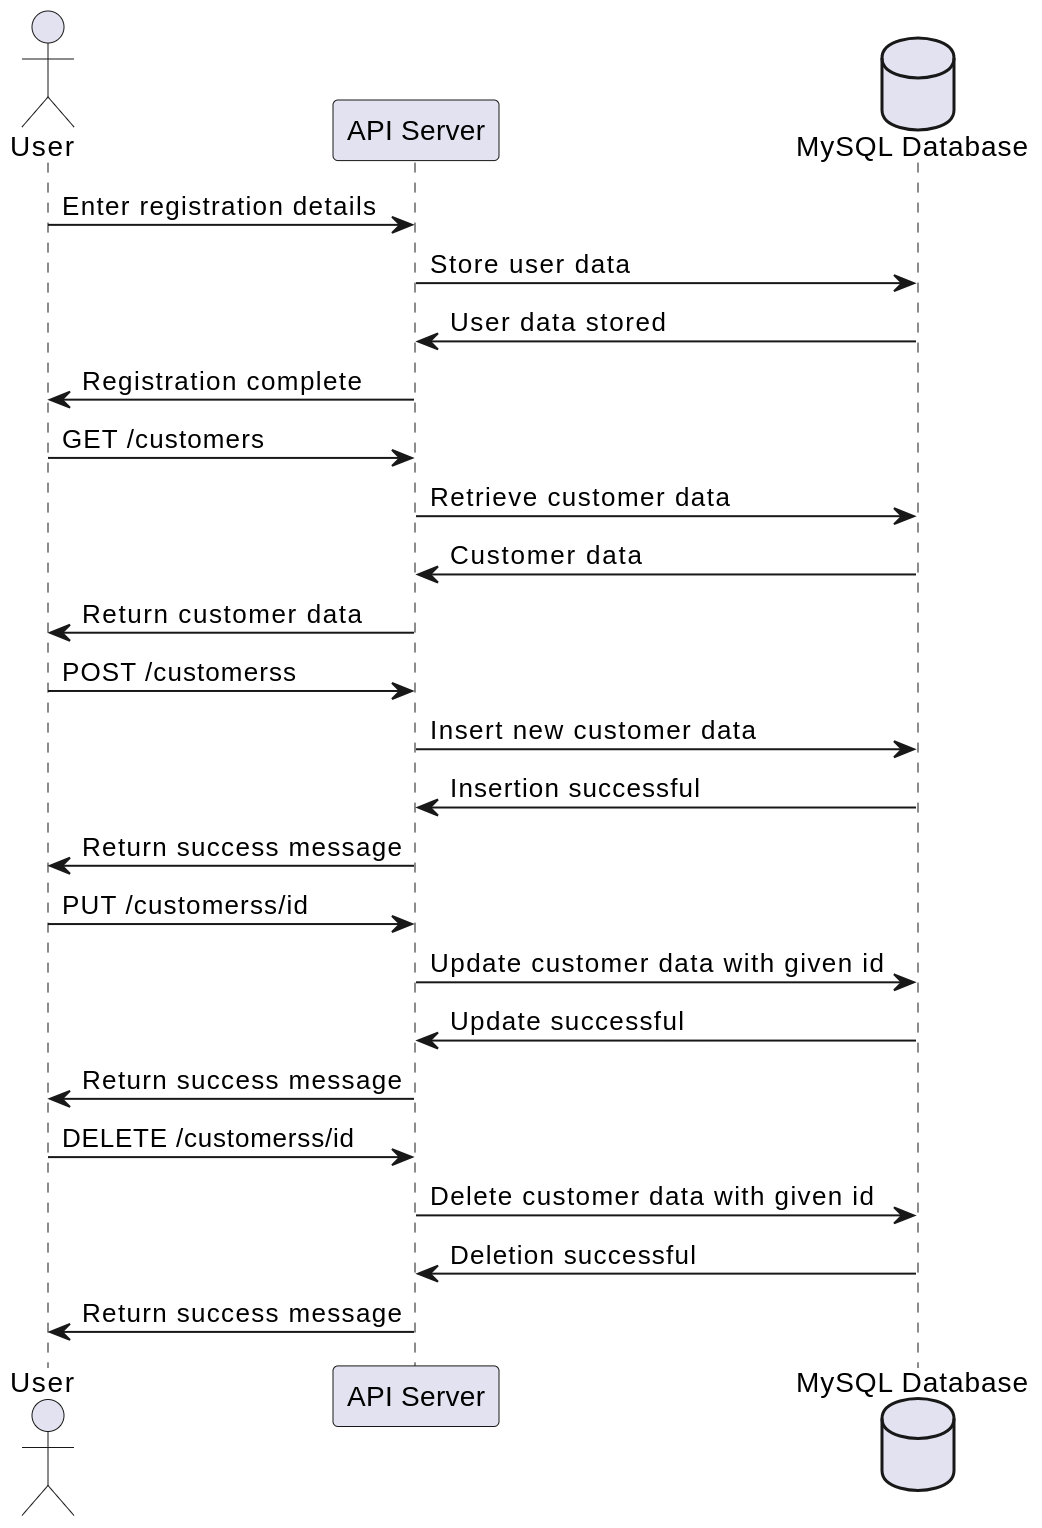 User
API Server
MySQL Database
Enter registration details
Store user data
User data stored
Registration complete
GET /customers
Retrieve customer data
Customer data
Return customer data
POST /customerss
Insert new customer data
Insertion successful
Return success message
PUT /customerss/id
Update customer data with given id
Update successful
Return success message
DELETE /customerss/id
Delete customer data with given id
Deletion successful
Return success message
User
API Server
MySQL Database